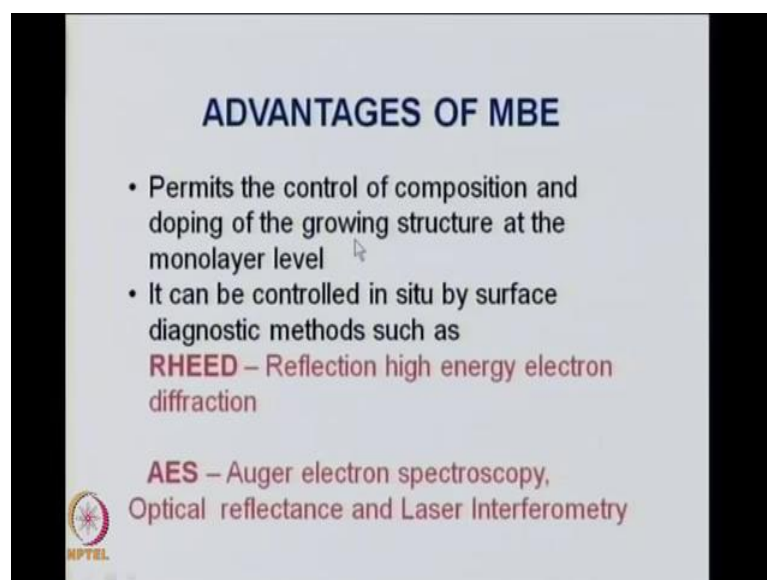 ADVANTAGES OF MBE
• Permits the control of composition and
doping of the growing structure at the
monolayer level
• It can be controlled in situ by surface
diagnostic methods such as
RHEED – Reflection high energy electron
diffraction
AES – Auger electron spectroscopy,
Optical reflectance and Laser Interferometry
NPTEL